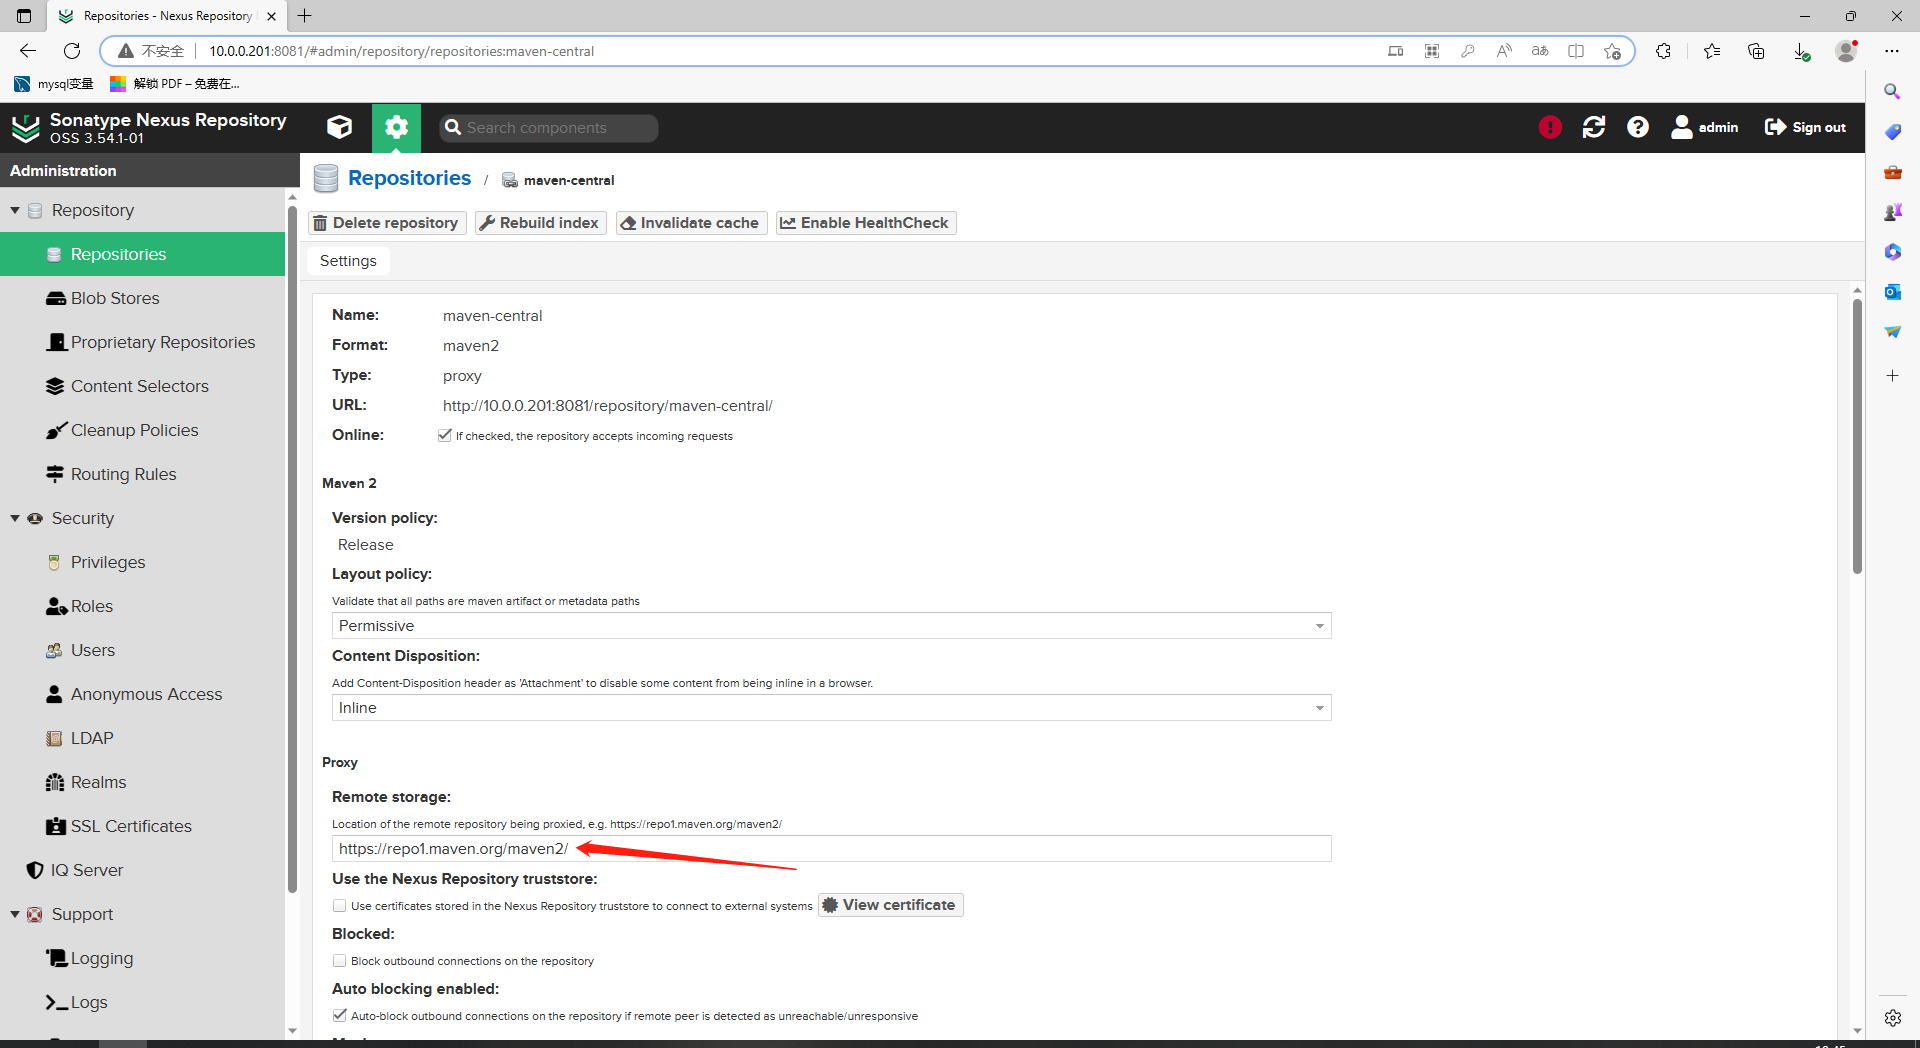 Repositories - Nexus Repository
不安全 10.0.0.201:8081/#admin/repository/repositories:maven-central
mysql变量 解锁 PDF – 免费在...
Sonatype Nexus Repository
OSS 3.54.1-01
Search components
admin Sign out
Administration
Repository
Repositories
Blob Stores
Proprietary Repositories
Content Selectors
Cleanup Policies
Routing Rules
Security
Privileges
Roles
Users
Anonymous Access
LDAP
Realms
SSL Certificates
IQ Server
Support
Logging
Logs
Repositories / maven-central
Delete repository Rebuild index Invalidate cache Enable HealthCheck
Settings
Name: maven-central
Format: maven2
Type: proxy
URL: http://10.0.0.201:8081/repository/maven-central/
Online: If checked, the repository accepts incoming requests
Maven 2
Version policy:
Release
Layout policy:
Validate that all paths are maven artifact or metadata paths
Permissive
Content Disposition:
Add Content-Disposition header as 'Attachment' to disable some content from being inline in a browser.
Inline
Proxy
Remote storage:
Location of the remote repository being proxied, e.g. https://repo1.maven.org/maven2/
https://repo1.maven.org/maven2/
Use the Nexus Repository truststore:
Use certificates stored in the Nexus Repository truststore to connect to external systems View certificate
Blocked:
Block outbound connections on the repository
Auto blocking enabled:
Auto-block outbound connections on the repository if remote peer is detected as unreachable/unresponsive